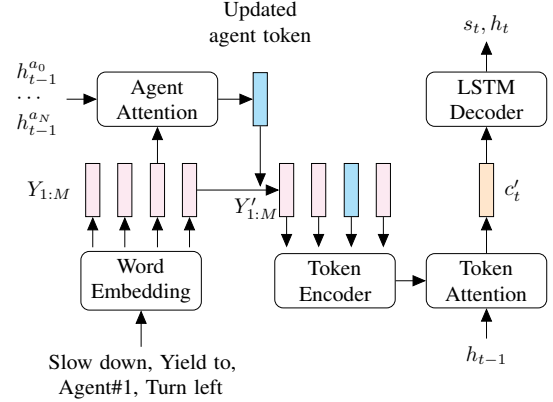 Updated
agent token
s_t, h_t
h_{t-1}^{a_0}
...
h_{t-1}^{a_N}
Agent
Attention
LSTM
Decoder
Y_{1:M}
Y'_{1:M}
c'_t
Word
Embedding
Token
Encoder
Token
Attention
Slow down, Yield to,
Agent#1, Turn left
h_{t-1}